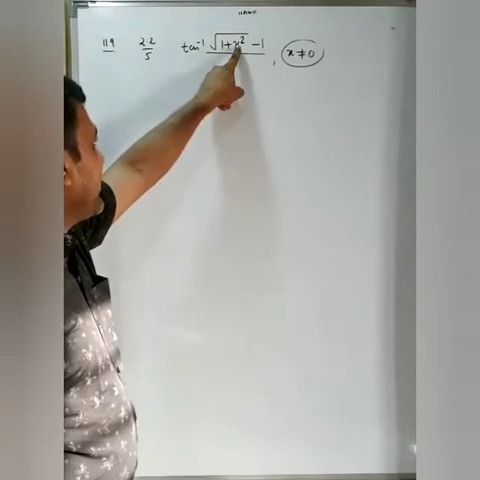 119 2.2/5 tan⁻¹ √1+x² -1 , x≠0